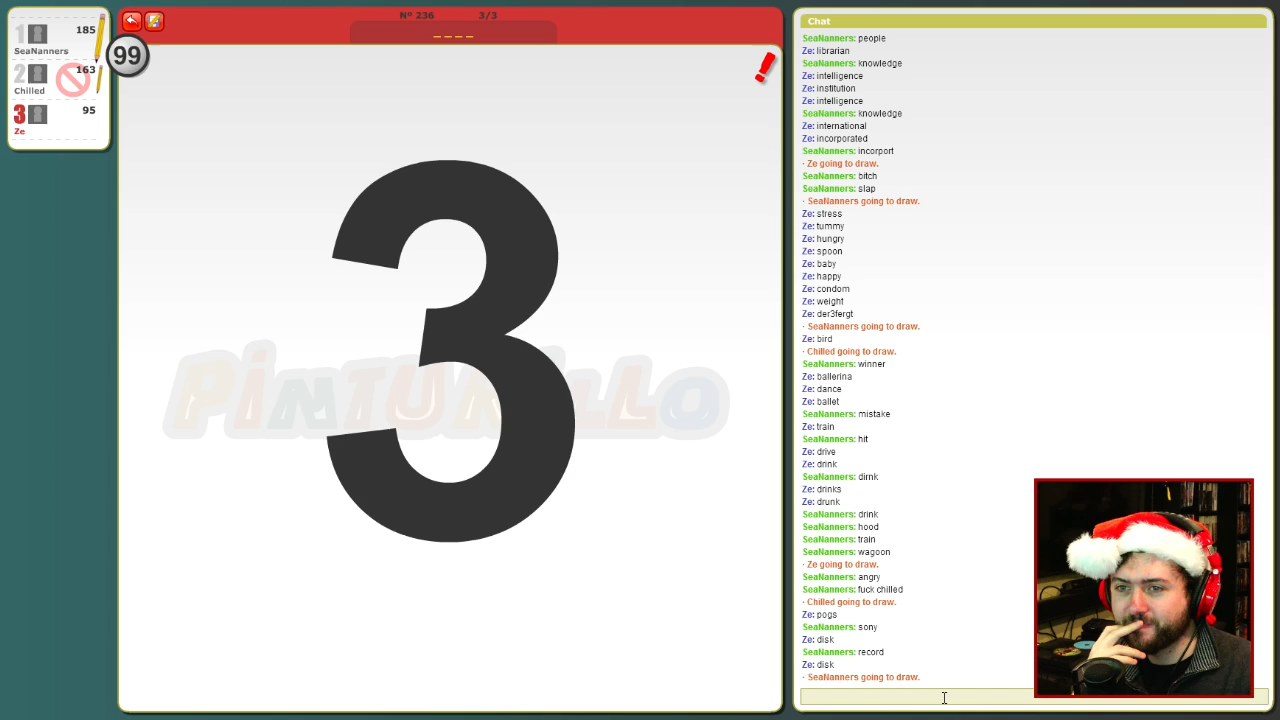 1
185
SeaNanners
2
163
Chilled
3
95
Ze
99
Nº 236
3/3
_ _ _ _
3
PINTURILLO
Chat
SeaNanners: people
Ze: librarian
SeaNanners: knowledge
Ze: intelligence
Ze: institution
Ze: intelligence
SeaNanners: knowledge
Ze: international
Ze: incorporated
SeaNanners: incorport
· Ze going to draw.
SeaNanners: bitch
SeaNanners: slap
· SeaNanners going to draw.
Ze: stress
Ze: tummy
Ze: hungry
Ze: spoon
Ze: baby
Ze: happy
Ze: condom
Ze: weight
Ze: der3fergt
· SeaNanners going to draw.
Ze: bird
· Chilled going to draw.
SeaNanners: winner
Ze: ballerina
Ze: dance
Ze: ballet
SeaNanners: mistake
Ze: train
SeaNanners: hit
Ze: drive
Ze: drink
SeaNanners: dirnk
Ze: drinks
Ze: drunk
SeaNanners: drink
SeaNanners: hood
SeaNanners: train
SeaNanners: wagoon
· Ze going to draw.
SeaNanners: angry
SeaNanners: fuck chilled
· Chilled going to draw.
Ze: pogs
SeaNanners: sony
Ze: disk
SeaNanners: record
Ze: disk
· SeaNanners going to draw.